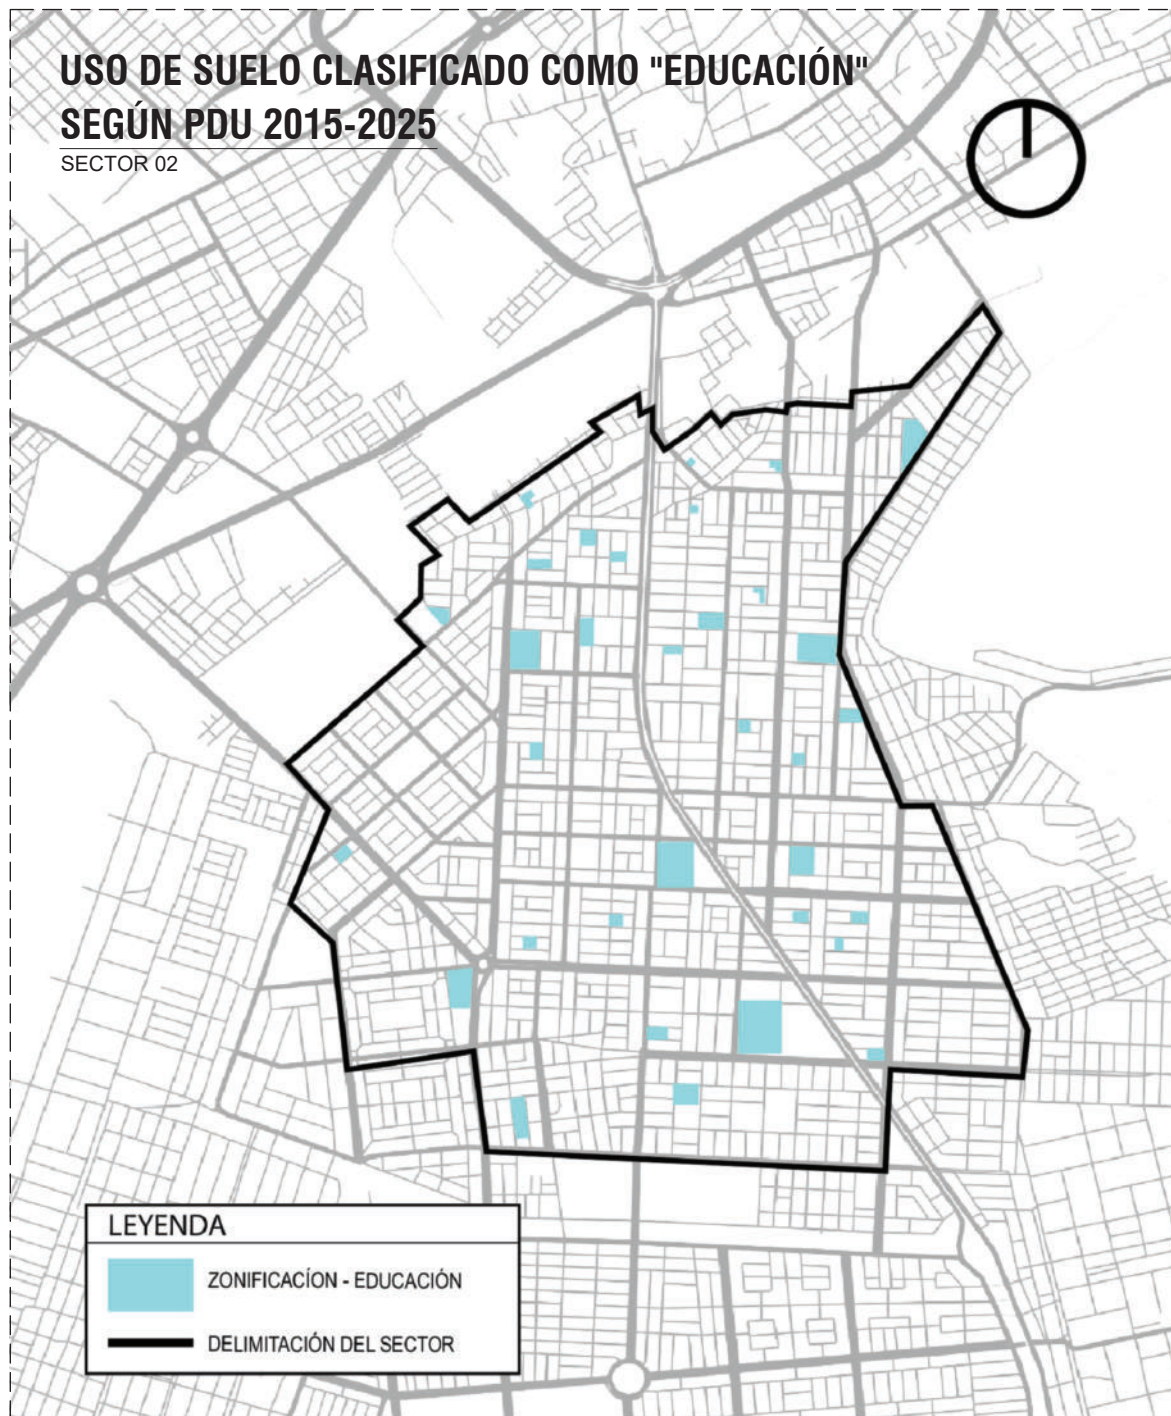 USO DE SUELO CLASIFICADO COMO "EDUCACIÓN"
SEGÚN PDU 2015-2025
SECTOR 02
LEYENDA
ZONIFICACÍON - EDUCACIÓN
DELIMITACIÓN DEL SECTOR